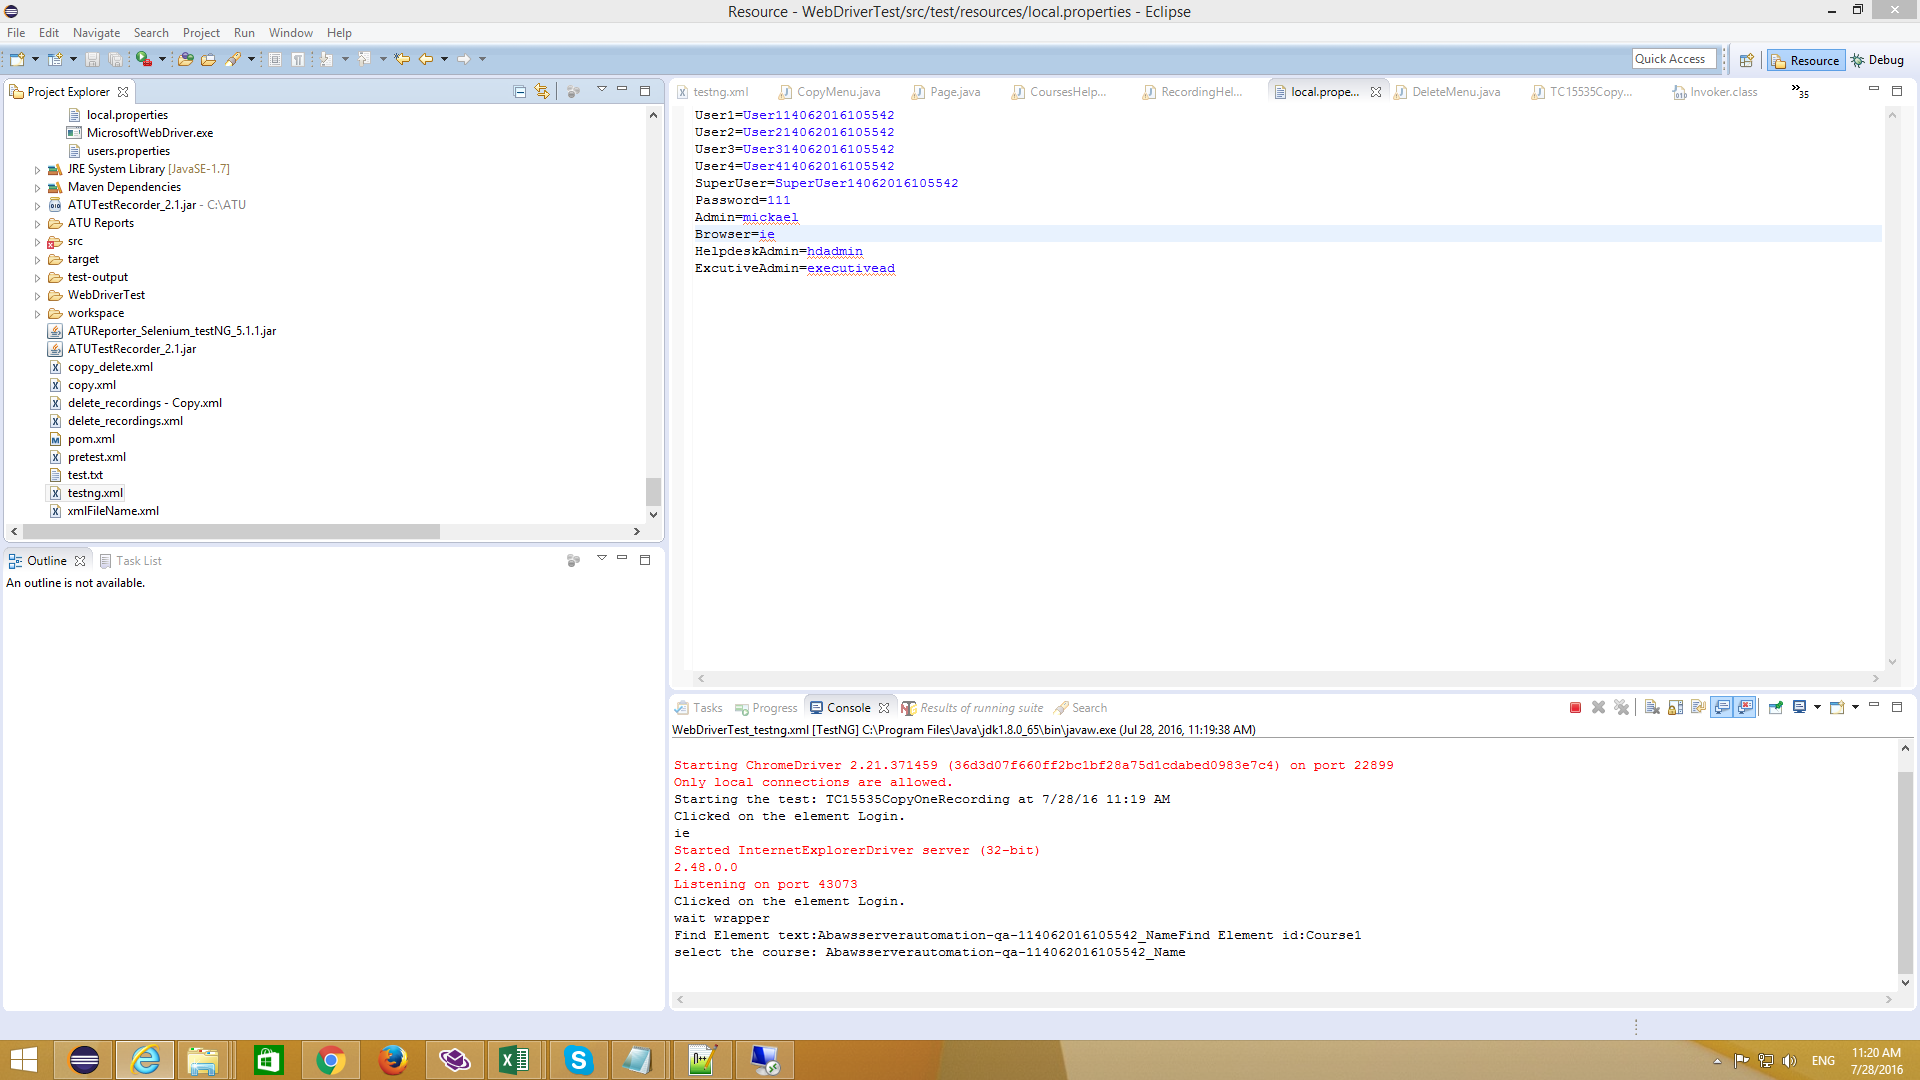 Resource - WebDriverTest/src/test/resources/local.properties - Eclipse
File Edit Navigate Search Project Run Window Help
Quick Access
Resource
Debug
Project Explorer
local.properties
MicrosoftWebDriver.exe
users.properties
JRE System Library [JavaSE-1.7]
Maven Dependencies
ATUTestRecorder_2.1.jar - C:\ATU
ATU Reports
src
target
test-output
WebDriverTest
workspace
ATUReporter_Selenium_testNG_5.1.1.jar
ATUTestRecorder_2.1.jar
copy_delete.xml
copy.xml
delete_recordings - Copy.xml
delete_recordings.xml
pom.xml
pretest.xml
test.txt
testng.xml
xmlFileName.xml
Outline
Task List
An outline is not available.
testng.xml CopyMenu.java Page.java CoursesHelp... RecordingHel... local.prope... DeleteMenu.java TC15535Copy... Invoker.class »35
User1=User114062016105542
User2=User214062016105542
User3=User314062016105542
User4=User414062016105542
SuperUser=SuperUser14062016105542
Password=111
Admin=mickael
Browser=ie
HelpdeskAdmin=hdadmin
ExcutiveAdmin=executivead
Tasks Progress Console Results of running suite Search
WebDriverTest_testng.xml [TestNG] C:\Program Files\Java\jdk1.8.0_65\bin\javaw.exe (Jul 28, 2016, 11:19:38 AM)
Starting ChromeDriver 2.21.371459 (36d3d07f660ff2bc1bf28a75d1cdabed0983e7c4) on port 22899
Only local connections are allowed.
Starting the test: TC15535CopyOneRecording at 7/28/16 11:19 AM
Clicked on the element Login.
ie
Started InternetExplorerDriver server (32-bit)
2.48.0.0
Listening on port 43073
Clicked on the element Login.
wait wrapper
Find Element text:Abawsserverautomation-qa-114062016105542_NameFind Element id:Course1
select the course: Abawsserverautomation-qa-114062016105542_Name
ENG
11:20 AM
7/28/2016